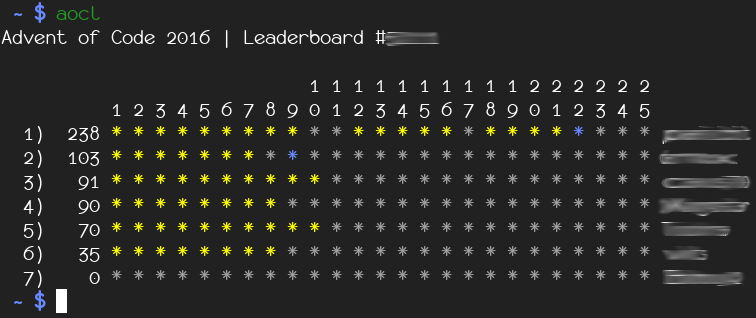 ~ $ aocl
Advent of Code 2016 | Leaderboard #
1 1 1 1 1 1 1 1 1 1 2 2 2 2 2 2
1 2 3 4 5 6 7 8 9 0 1 2 3 4 5 6 7 8 9 0 1 2 3 4 5
1) 238 * * * * * * * * * * * * * * * * * * * * * * * * *
2) 103 * * * * * * * * * * * * * * * * * * * * * * * * *
3) 91 * * * * * * * * * * * * * * * * * * * * * * * * *
4) 90 * * * * * * * * * * * * * * * * * * * * * * * * *
5) 70 * * * * * * * * * * * * * * * * * * * * * * * * *
6) 35 * * * * * * * * * * * * * * * * * * * * * * * * *
7) 0 * * * * * * * * * * * * * * * * * * * * * * * * *
~ $